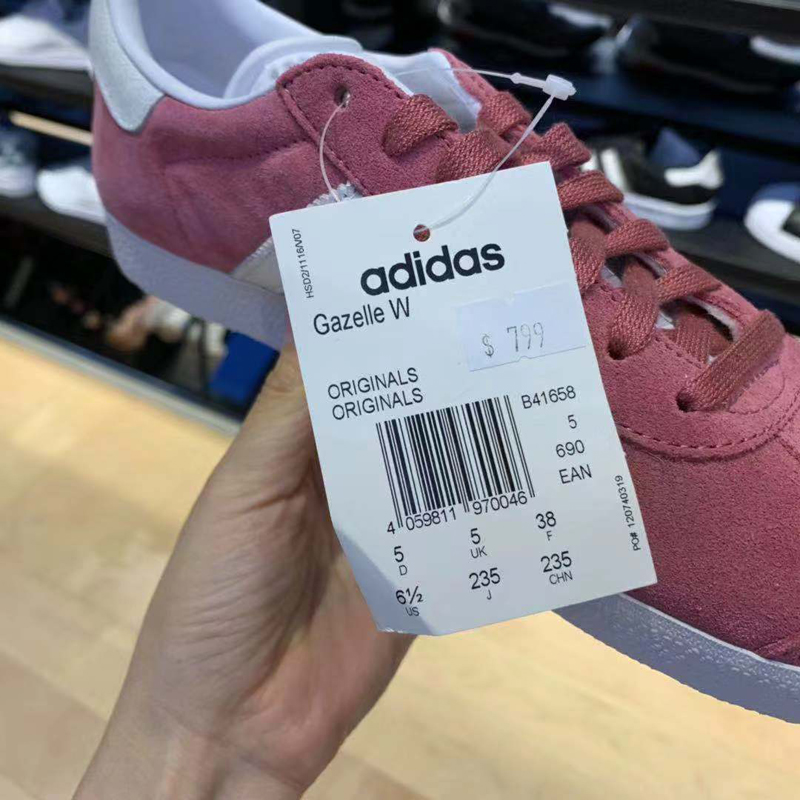 HSD2/1116/V07
adidas
Gazelle W
$ 799
ORIGINALS
ORIGINALS
B41658
5
690
EAN
4 059811 970046
5
D
5
UK
38
F
6½
US
235
J
235
CHN
PO# 120740319